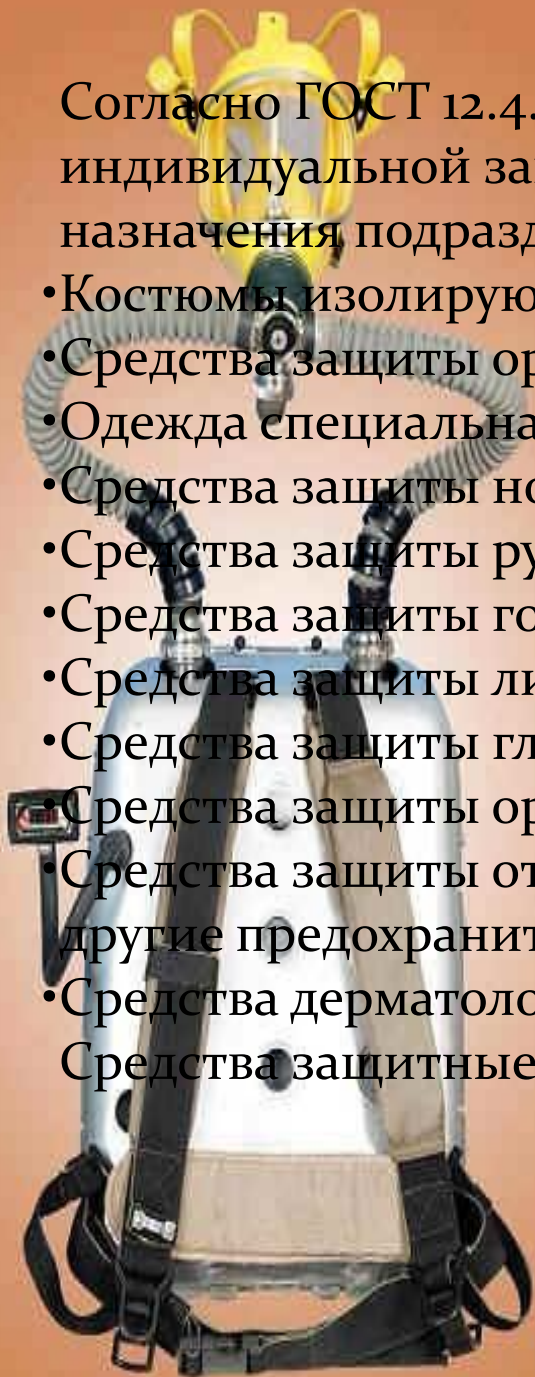 Согласно ГОСТ 12.4.
индивидуальной за
назначения подразд
•Костюмы изолирую
•Средства защиты ор
•Одежда специальна
•Средства защиты но
•Средства защиты ру
•Средства защиты го
•Средства защиты ли
•Средства защиты гл
•Средства защиты ор
•Средства защиты от
другие предохранит
•Средства дерматоло
Средства защитные